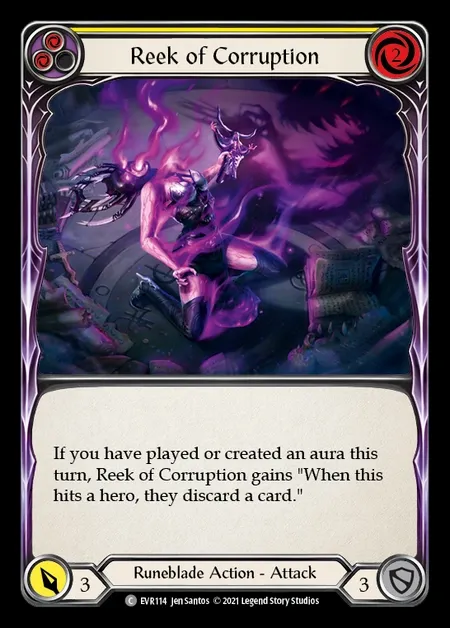 Reek of Corruption
2
If you have played or created an aura this
turn, Reek of Corruption gains "When this
hits a hero, they discard a card."
3
Runeblade Action - Attack
3
C EVR114 Jen Santos © 2021 Legend Story Studios